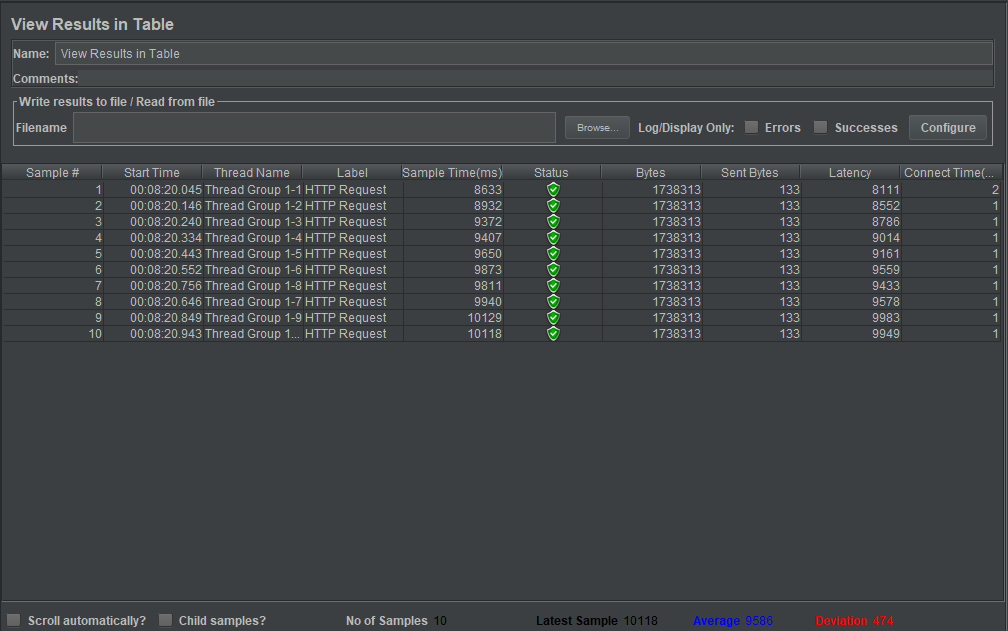 View Results in Table
Name: View Results in Table
Comments:
Write results to file / Read from file
Filename Browse... Log/Display Only: Errors Successes Configure
Sample # Start Time Thread Name Label Sample Time(ms) Status Bytes Sent Bytes Latency Connect Time(...
1 00:08:20.045 Thread Group 1-1 HTTP Request 8633 1738313 133 8111 2
2 00:08:20.146 Thread Group 1-2 HTTP Request 8932 1738313 133 8552 1
3 00:08:20.240 Thread Group 1-3 HTTP Request 9372 1738313 133 8786 1
4 00:08:20.334 Thread Group 1-4 HTTP Request 9407 1738313 133 9014 1
5 00:08:20.443 Thread Group 1-5 HTTP Request 9650 1738313 133 9161 1
6 00:08:20.552 Thread Group 1-6 HTTP Request 9873 1738313 133 9559 1
7 00:08:20.756 Thread Group 1-8 HTTP Request 9811 1738313 133 9433 1
8 00:08:20.646 Thread Group 1-7 HTTP Request 9940 1738313 133 9578 1
9 00:08:20.849 Thread Group 1-9 HTTP Request 10129 1738313 133 9983 1
10 00:08:20.943 Thread Group 1... HTTP Request 10118 1738313 133 9949 1
Scroll automatically? Child samples? No of Samples 10 Latest Sample 10118 Average 9586 Deviation 474